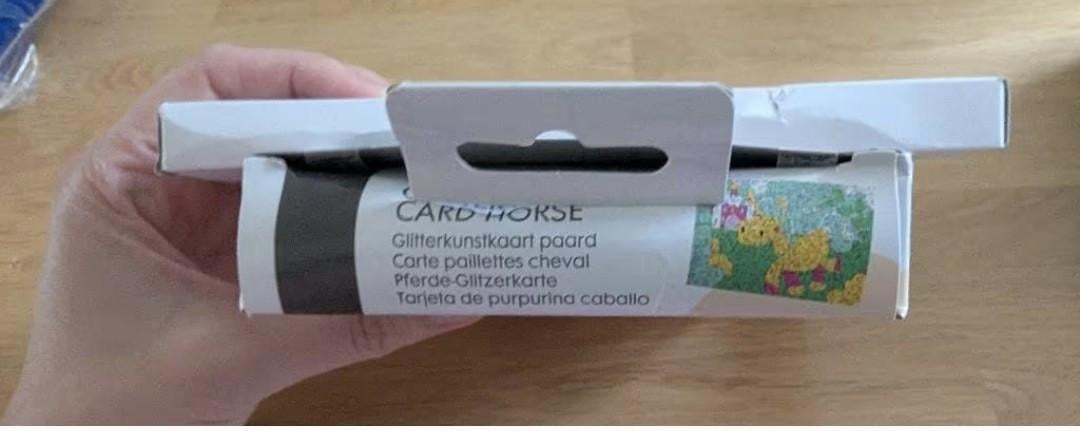 CARD HORSE
Glitterkunstkaart paard
Carte paillettes cheval
Pferde-Glitzerkarte
Tarjeta de purpurina caballo